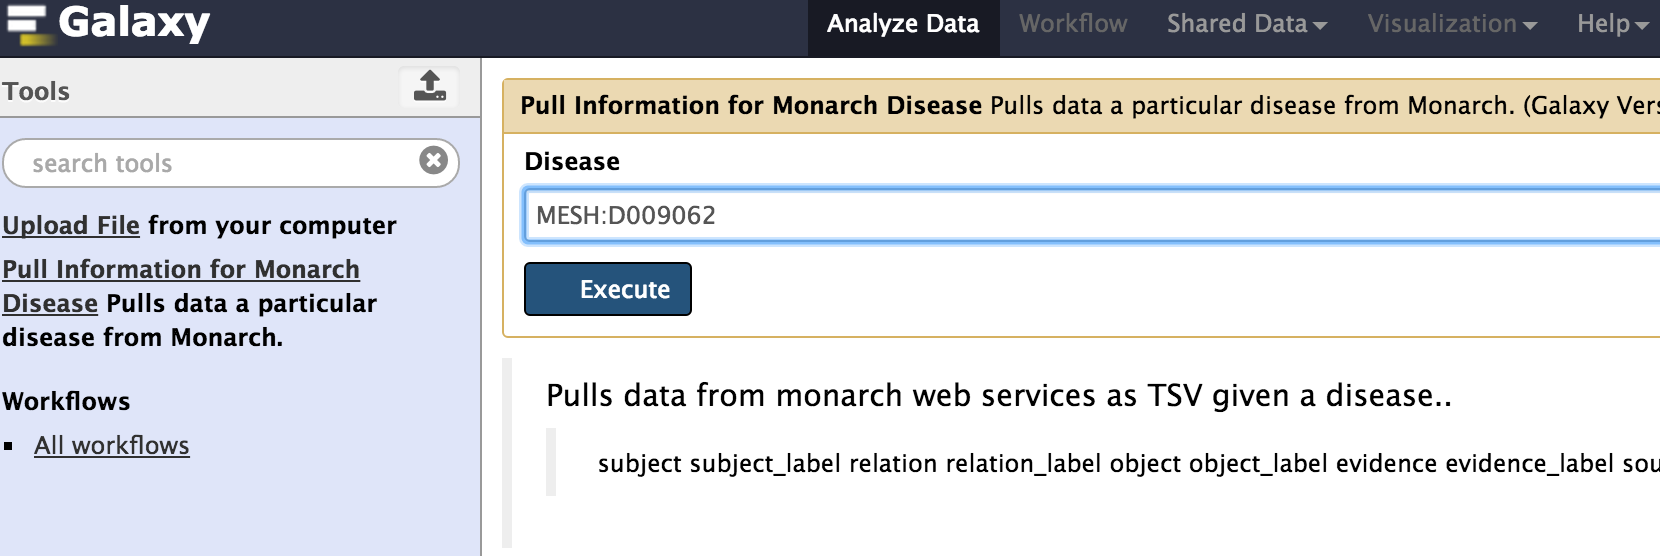 Galaxy
Analyze Data Workflow Shared Data Visualization Help
Tools
search tools
Upload File from your computer
Pull Information for Monarch
Disease Pulls data a particular
disease from Monarch.
Workflows
All workflows
Pull Information for Monarch Disease Pulls data a particular disease from Monarch. (Galaxy Vers
Disease
MESH:D009062
Execute
Pulls data from monarch web services as TSV given a disease..
subject subject_label relation relation_label object object_label evidence evidence_label sou